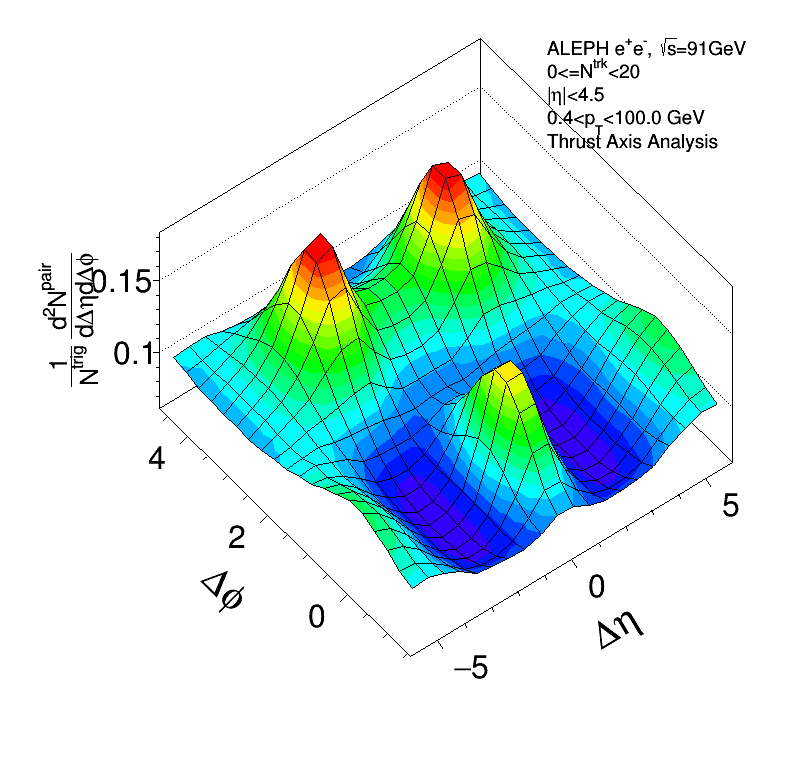 ALEPH e⁺e⁻, √s=91GeV
0<=Nᵗʳᵏ<20
|η|<4.5
0.4<p_T<100.0 GeV
Thrust Axis Analysis
1/N^trig d²N^pair/dΔηdΔφ
0.15
0.1
4
2
0
Δφ
−5
0
5
Δη